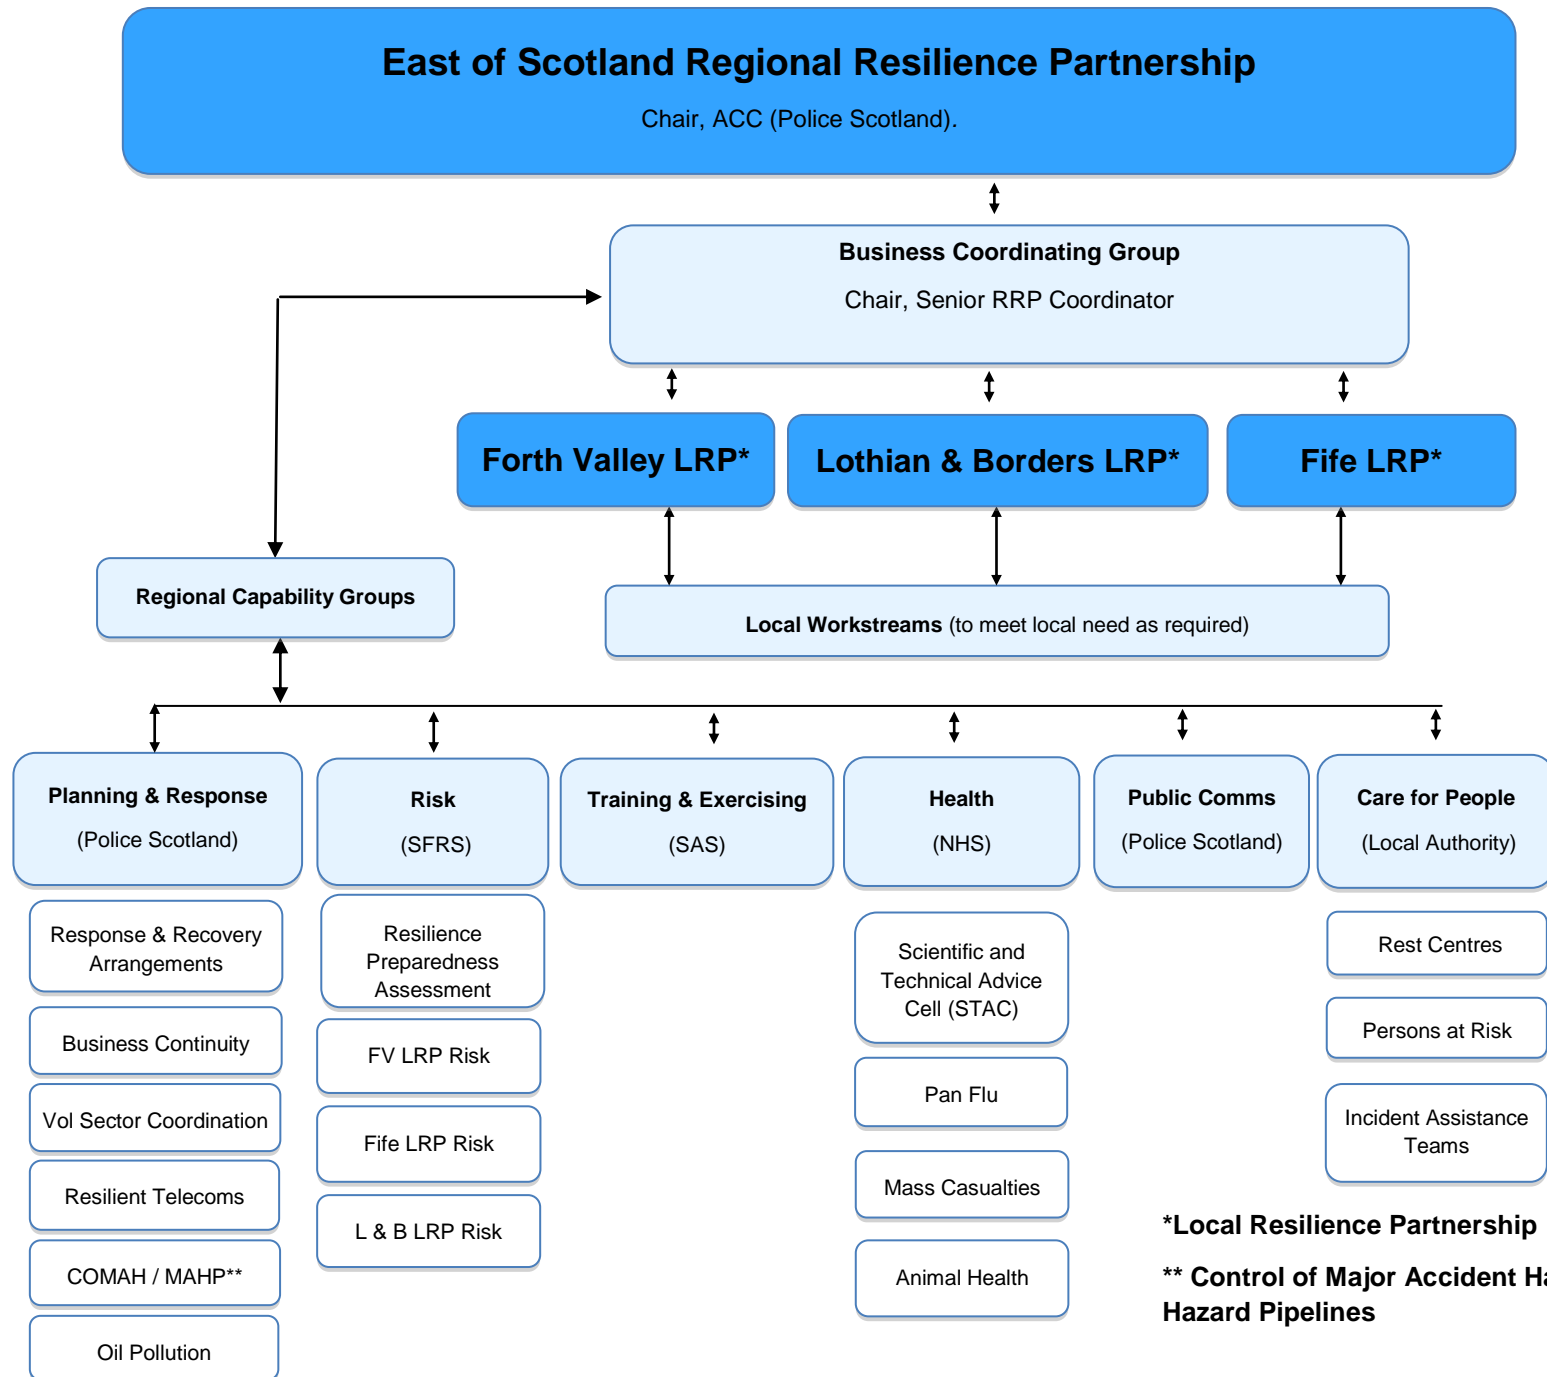 East of Scotland Regional Resilience Partnership
Chair, ACC (Police Scotland).
Business Coordinating Group
Chair, Senior RRP Coordinator
Forth Valley LRP*
Lothian & Borders LRP*
Fife LRP*
Regional Capability Groups
Local Workstreams (to meet local need as required)
Planning & Response
(Police Scotland)
Risk
(SFRS)
Training & Exercising
(SAS)
Health
(NHS)
Public Comms
(Police Scotland)
Care for People
(Local Authority)
Response & Recovery
Arrangements
Business Continuity
Vol Sector Coordination
Resilient Telecoms
COMAH / MAHP**
Oil Pollution
Resilience
Preparedness
Assessment
FV LRP Risk
Fife LRP Risk
L & B LRP Risk
Scientific and
Technical Advice
Cell (STAC)
Pan Flu
Mass Casualties
Animal Health
Rest Centres
Persons at Risk
Incident Assistance
Teams
*Local Resilience Partnership
** Control of Major Accident
Hazard Pipelines